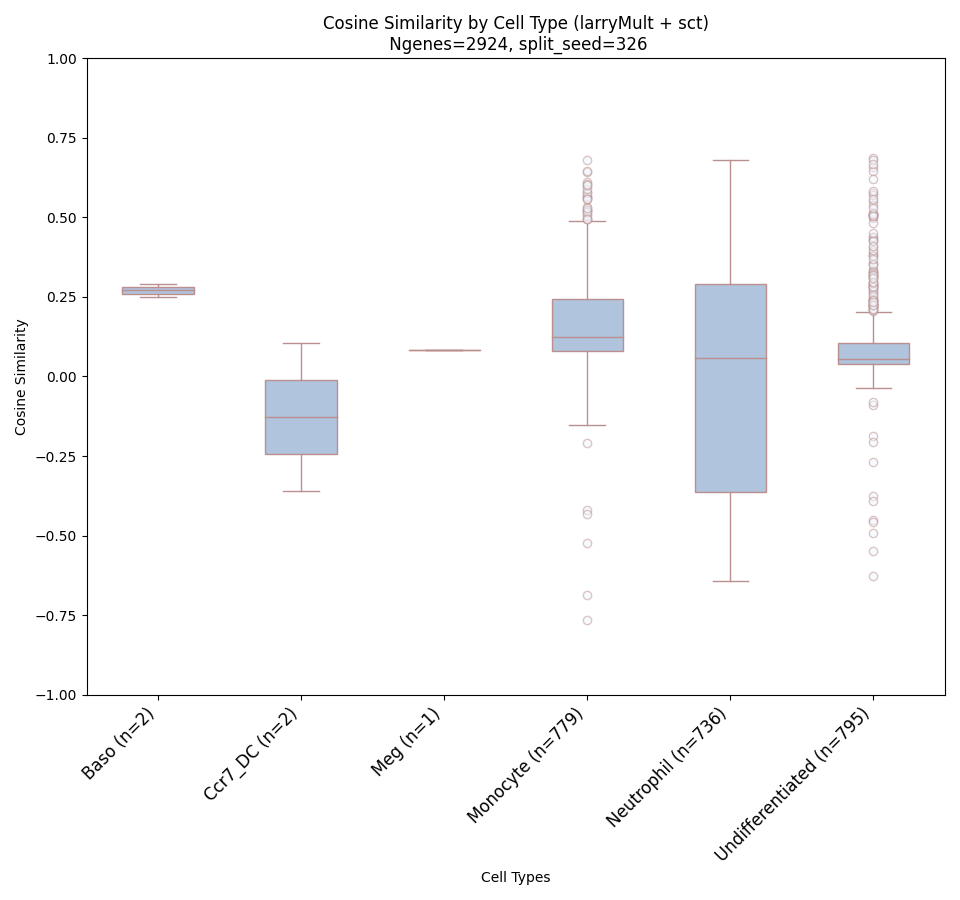 Cosine Similarity by Cell Type (larryMult + sct)
Ngenes=2924, split_seed=326
1.00
0.75
0.50
0.25
0.00
−0.25
−0.50
−0.75
−1.00
Cosine Similarity
Baso (n=2)
Ccr7_DC (n=2)
Meg (n=1)
Monocyte (n=779)
Neutrophil (n=736)
Undifferentiated (n=795)
Cell Types